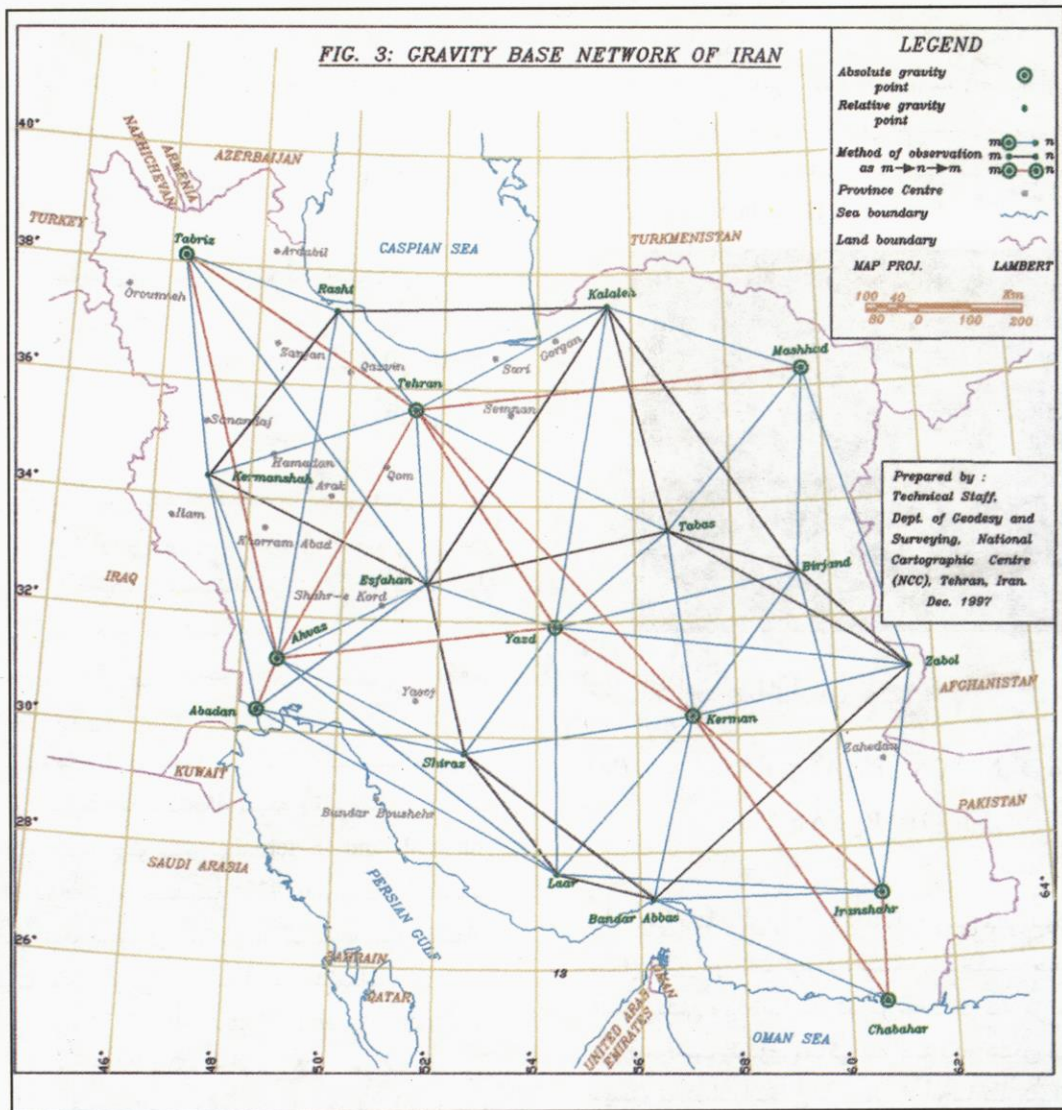 FIG. 3: GRAVITY BASE NETWORK OF IRAN
LEGEND
Absolute gravity
point
Relative gravity
point
Method of observation
as m→n→m
m n
m n
m n
Province Centre
Sea boundary
Land boundary
MAP PROJ. LAMBERT
100 40 Km
80 0 100 200
Prepared by :
Technical Staff,
Dept. of Geodesy and
Surveying, National
Cartographic Centre
(NCC), Tehran, Iran.
Dec. 1997
40°
38°
36°
34°
32°
30°
28°
26°
46°
48°
50°
52°
54°
56°
58°
60°
62°
64°
NAKHICHEVAN
ARMENIA
AZERBAIJAN
TURKEY
CASPIAN SEA
TURKMENISTAN
Tabriz
Ardabil
Oroumieh
Rasht
Kalaleh
Zanjan
Qazvin
Sari
Gorgan
Mashhad
Tehran
Semnan
Sanandaj
Hamadan
Qom
Kermanshah
Arak
Ilam
Khorram Abad
Tabas
IRAQ
Esfahan
Birjand
Shahr-e Kord
Ahvaz
Yazd
Zabol
AFGHANISTAN
Abadan
Yasoj
Kerman
Zahedan
KUWAIT
Shiraz
PAKISTAN
Bandar Boushehr
SAUDI ARABIA
PERSIAN GULF
Laar
Bandar Abbas
Iranshahr
BAHRAIN
QATAR
13
OMAN
UNITED ARAB
EMIRATES
OMAN SEA
Chabahar